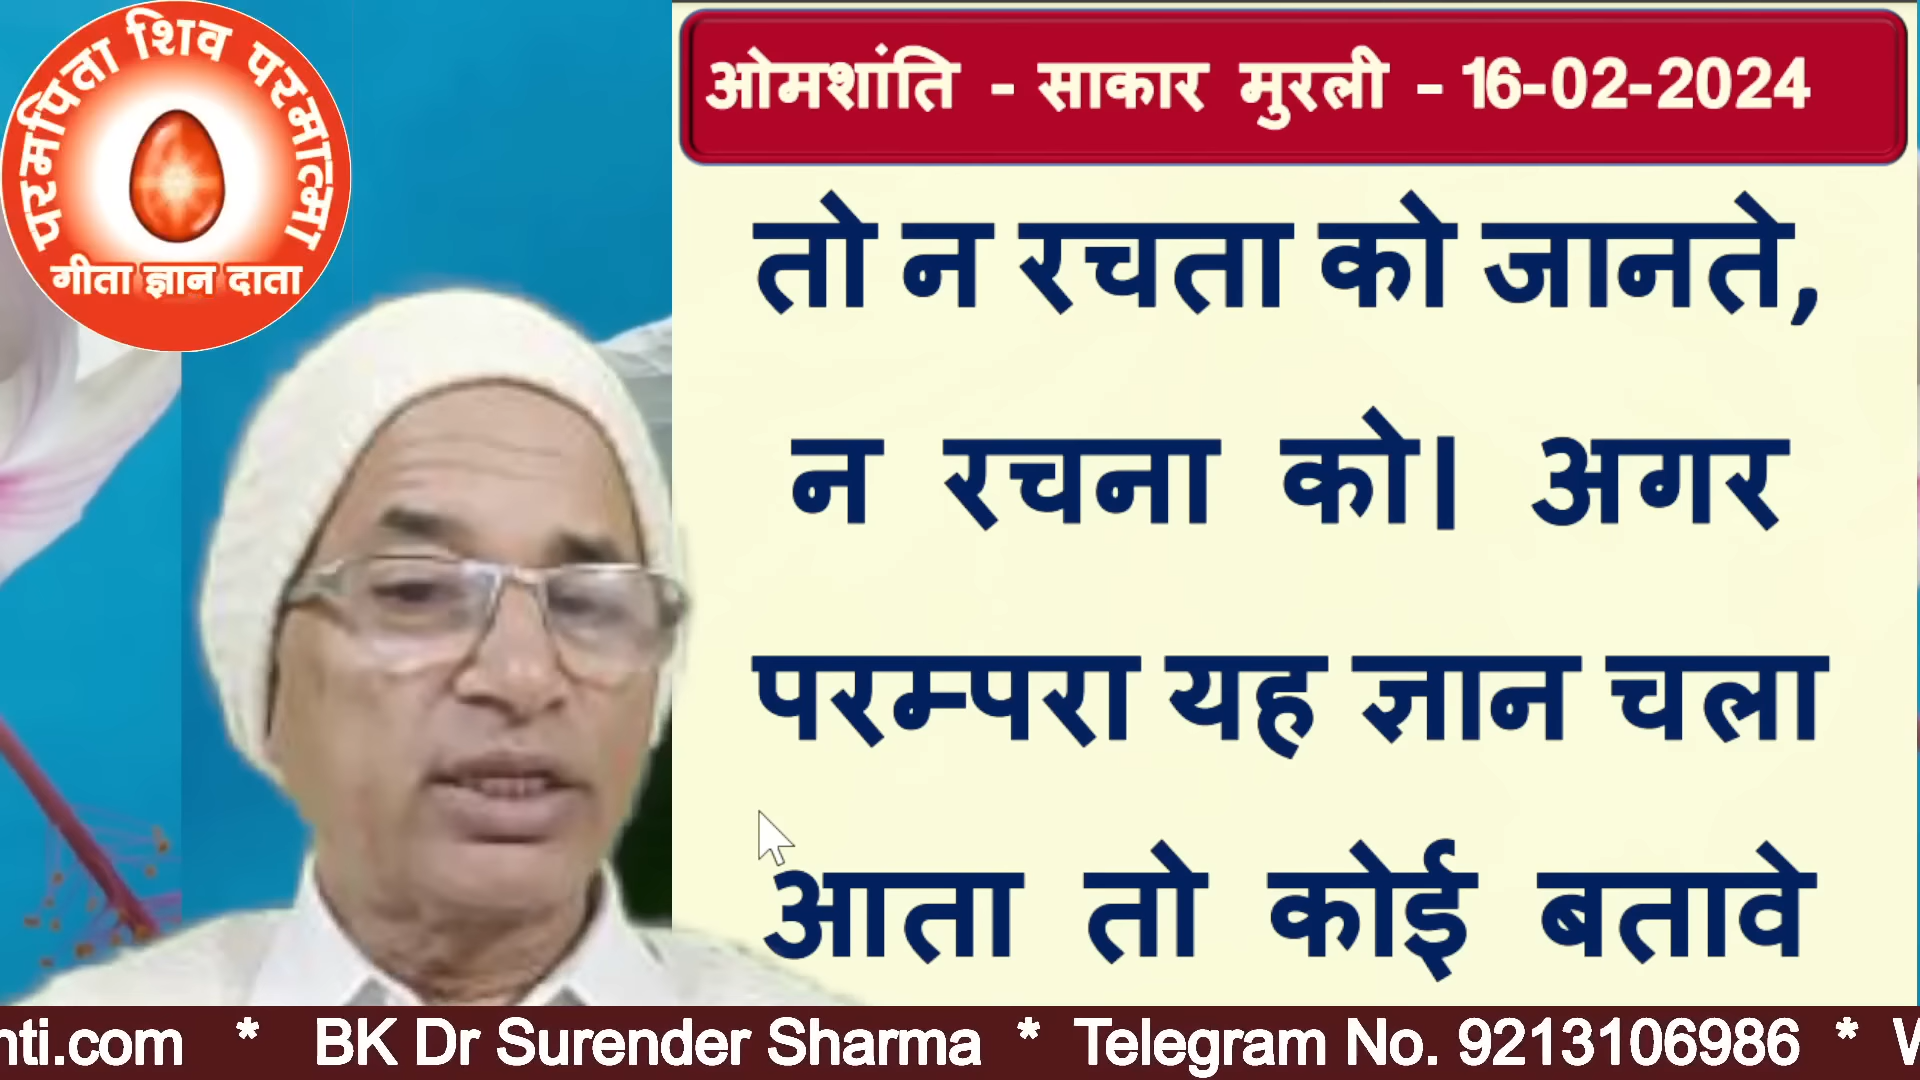 परमपिता शिव परमात्मा
गीता ज्ञान दाता
ओमशांति - साकार मुरली - 16-02-2024
तो न रचता को जानते,
न रचना को। अगर
परम्परा यह ज्ञान चला
आता तो कोई बतावे
nti.com * BK Dr Surender Sharma * Telegram No. 9213106986 *